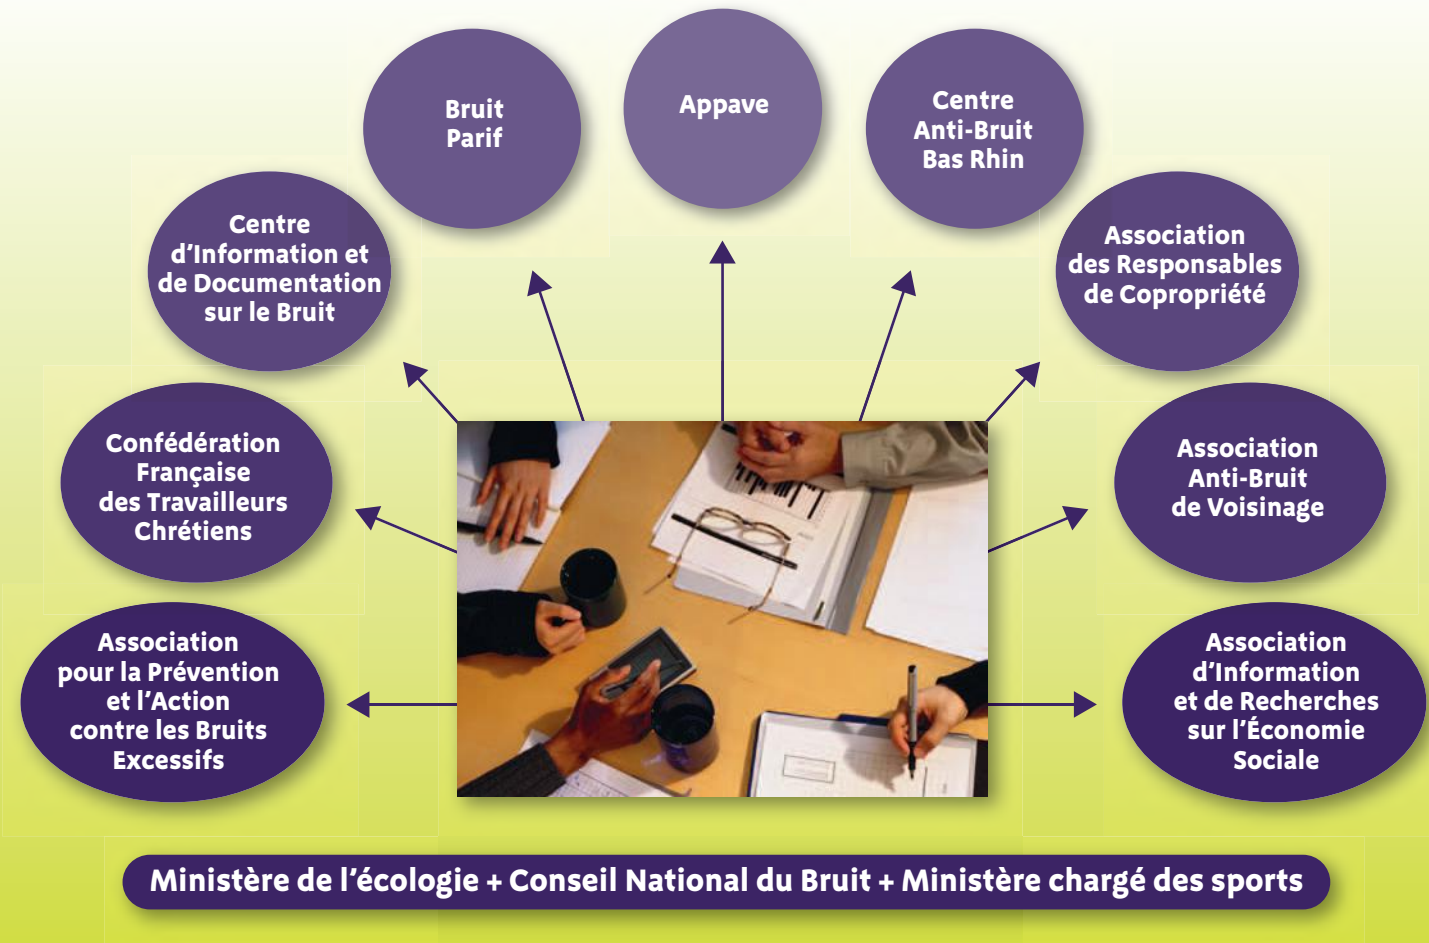 Appave
Bruit
Parif
Centre
Anti-Bruit
Bas Rhin
Centre
d'Information et
de Documentation
sur le Bruit
Association
des Responsables
de Copropriété
Confédération
Française
des Travailleurs
Chrétiens
Association
Anti-Bruit
de Voisinage
Association
pour la Prévention
et l'Action
contre les Bruits
Excessifs
Association
d'Information
et de Recherches
sur l'Économie
Sociale
Ministère de l'écologie + Conseil National du Bruit + Ministère chargé des sports